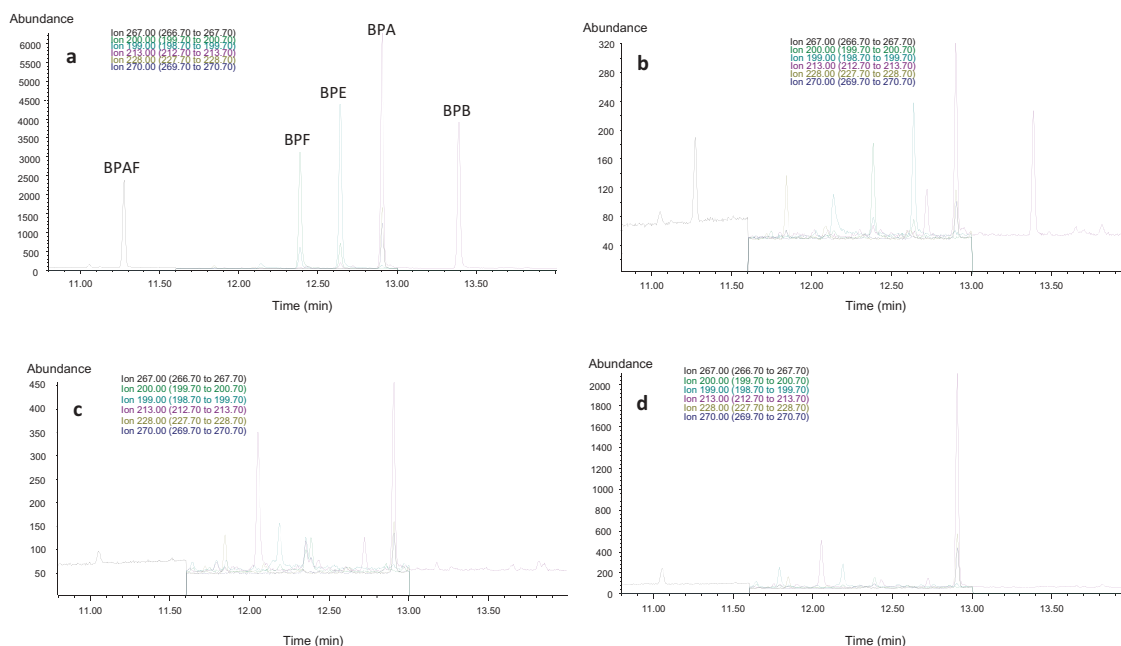 Abundance
a
Ion 267.00 (266.70 to 267.70)
Ion 200.00 (199.70 to 200.70)
Ion 199.00 (198.70 to 199.70)
Ion 213.00 (212.70 to 213.70)
Ion 228.00 (227.70 to 228.70)
Ion 270.00 (269.70 to 270.70)
BPAF
BPF
BPE
BPA
BPB
6000
5500
5000
4500
4000
3500
3000
2500
2000
1500
1000
500
0
11.00 11.50 12.00 12.50 13.00 13.50
Time (min)
Abundance
b
Ion 267.00 (266.70 to 267.70)
Ion 200.00 (199.70 to 200.70)
Ion 199.00 (198.70 to 199.70)
Ion 213.00 (212.70 to 213.70)
Ion 228.00 (227.70 to 228.70)
Ion 270.00 (269.70 to 270.70)
320
280
240
200
160
120
80
40
11.00 11.50 12.00 12.50 13.00 13.50
Time (min)
Abundance
c
Ion 267.00 (266.70 to 267.70)
Ion 200.00 (199.70 to 200.70)
Ion 199.00 (198.70 to 199.70)
Ion 213.00 (212.70 to 213.70)
Ion 228.00 (227.70 to 228.70)
Ion 270.00 (269.70 to 270.70)
450
400
350
300
250
200
150
100
50
11.00 11.50 12.00 12.50 13.00 13.50
Time (min)
Abundance
d
Ion 267.00 (266.70 to 267.70)
Ion 200.00 (199.70 to 200.70)
Ion 199.00 (198.70 to 199.70)
Ion 213.00 (212.70 to 213.70)
Ion 228.00 (227.70 to 228.70)
Ion 270.00 (269.70 to 270.70)
2000
1800
1600
1400
1200
1000
800
600
400
200
0
11.00 11.50 12.00 12.50 13.00 13.50
Time (min)